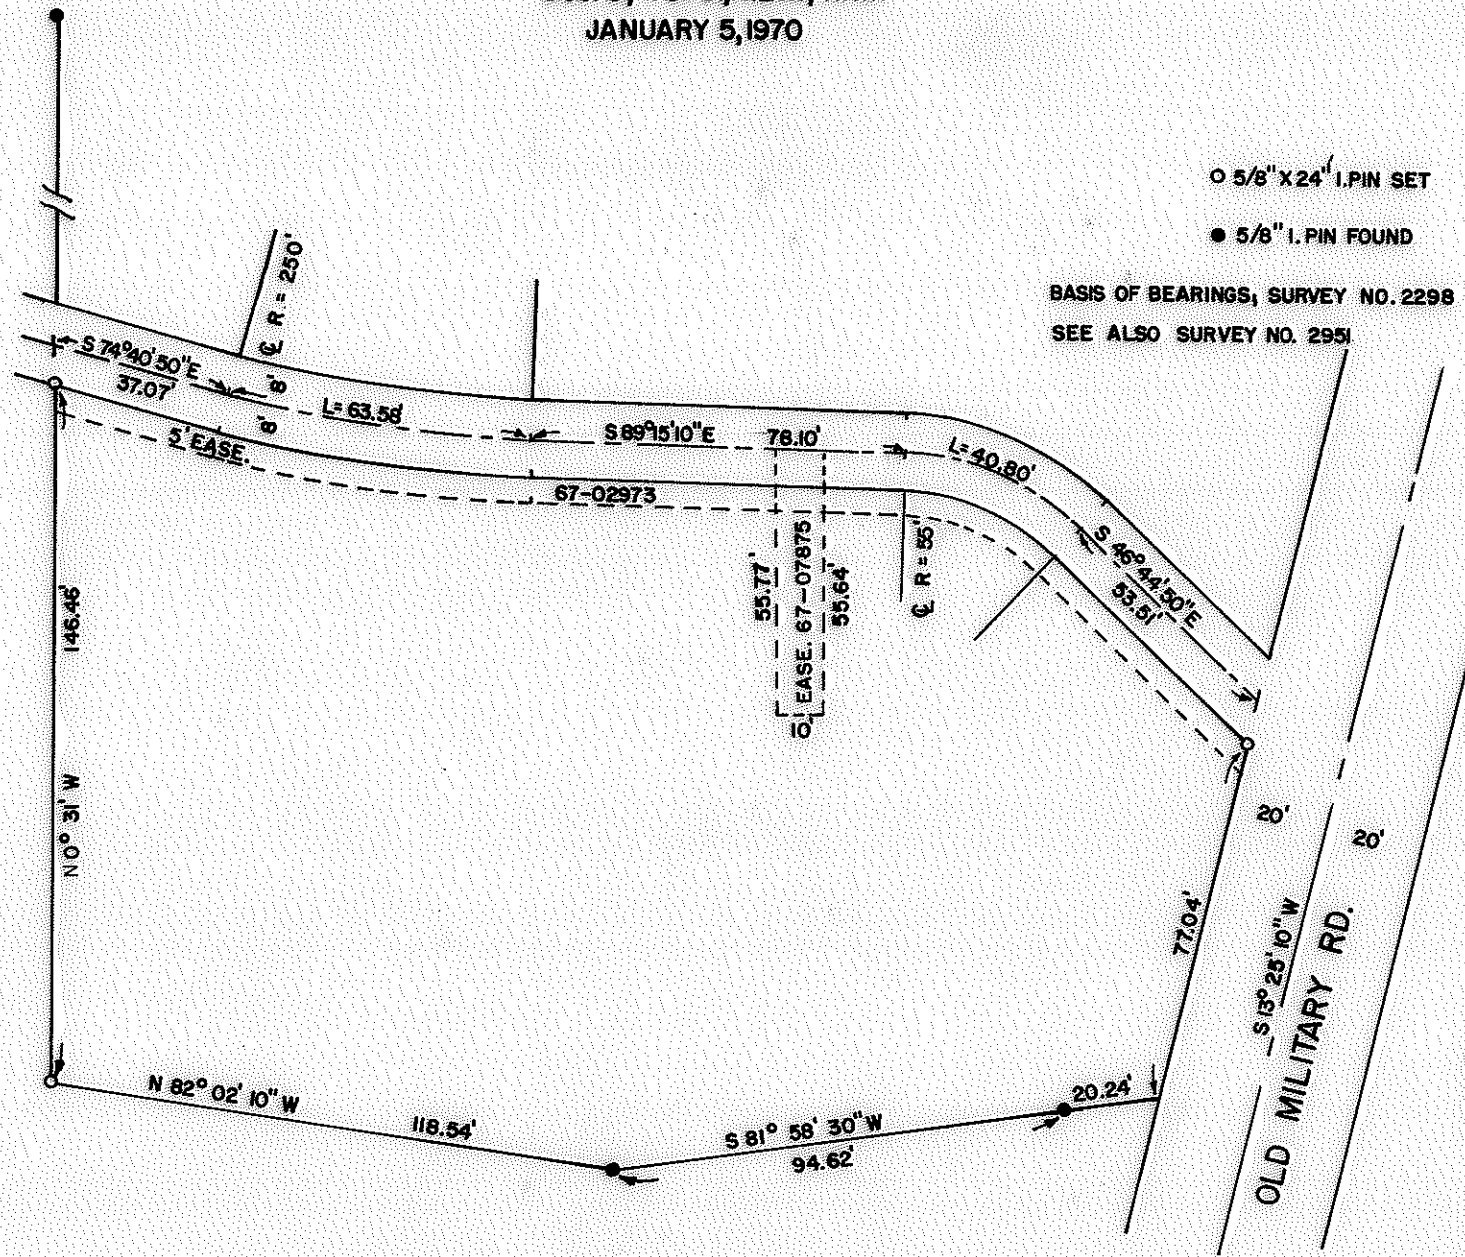 JANUARY 5, 1970
5/8" X 24" I. PIN SET
5/8" I. PIN FOUND
BASIS OF BEARINGS, SURVEY NO. 2298
SEE ALSO SURVEY NO. 2951
℄ R = 250'
S 74° 40' 50" E
37.07'
8'
8'
L= 63.58'
5' EASE.
S 89° 15' 10" E 78.10'
67-02973
L= 40.80'
S 46° 44' 50" E
53.51'
55.77'
EASE. 67-07875
55.64'
10'
℄ R = 55'
146.46'
N 0° 31' W
20'
20'
77.04'
S 13° 25' 10" W
OLD MILITARY RD.
N 82° 02' 10" W
118.54'
S 81° 58' 30" W
94.62'
20.24'